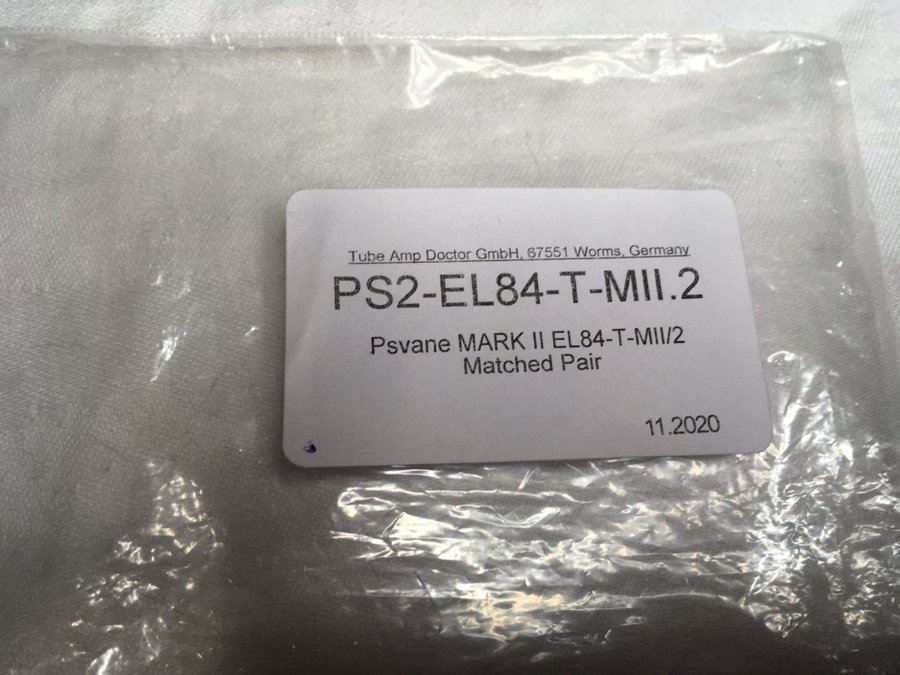 Tube Amp Doctor GmbH, 67551 Worms, Germany
PS2-EL84-T-MII.2
Psvane MARK II EL84-T-MII/2
Matched Pair
11.2020